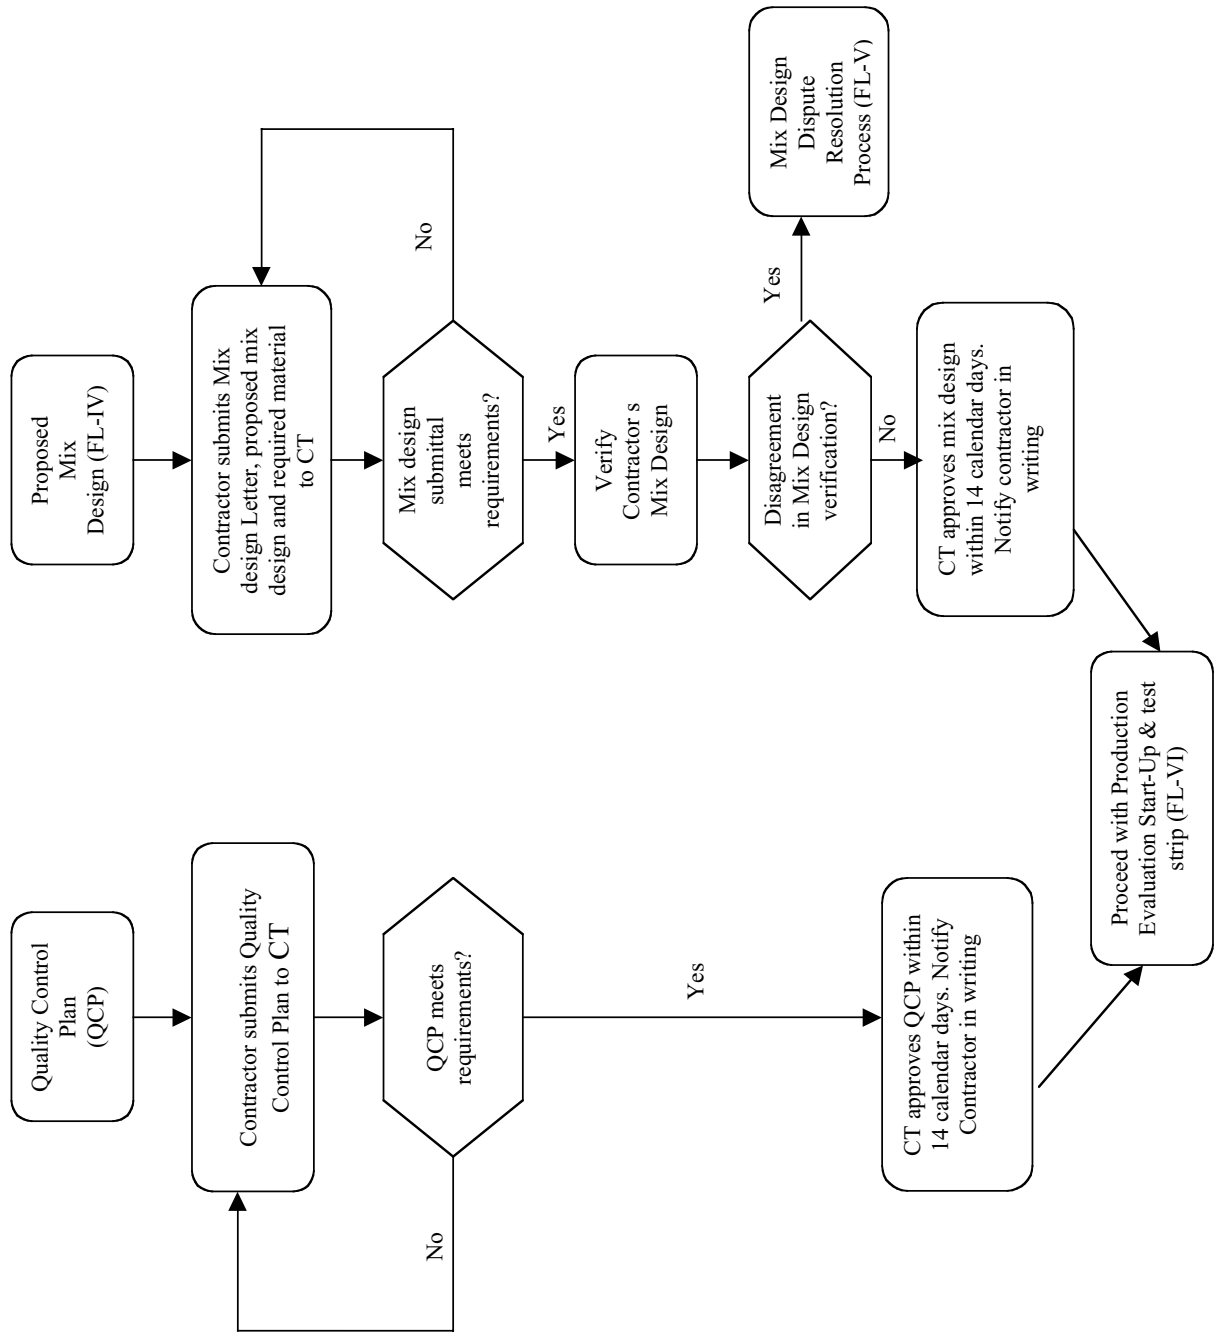 Quality Control
Plan
(QCP)
Contractor submits Quality
Control Plan to CT
QCP meets
requirements?
No
Yes
CT approves QCP within
14 calendar days. Notify
Contractor in writing
Proposed
Mix
Design (FL-IV)
Contractor submits Mix
design Letter, proposed mix
design and required material
to CT
Mix design
submittal
meets
requirements?
No
Yes
Verify
Contractor s
Mix Design
Disagreement
in Mix Design
verification?
Yes
Mix Design
Dispute
Resolution
Process (FL-V)
No
CT approves mix design
within 14 calendar days.
Notify contractor in
writing
Proceed with Production
Evaluation Start-Up & test
strip (FL-VI)